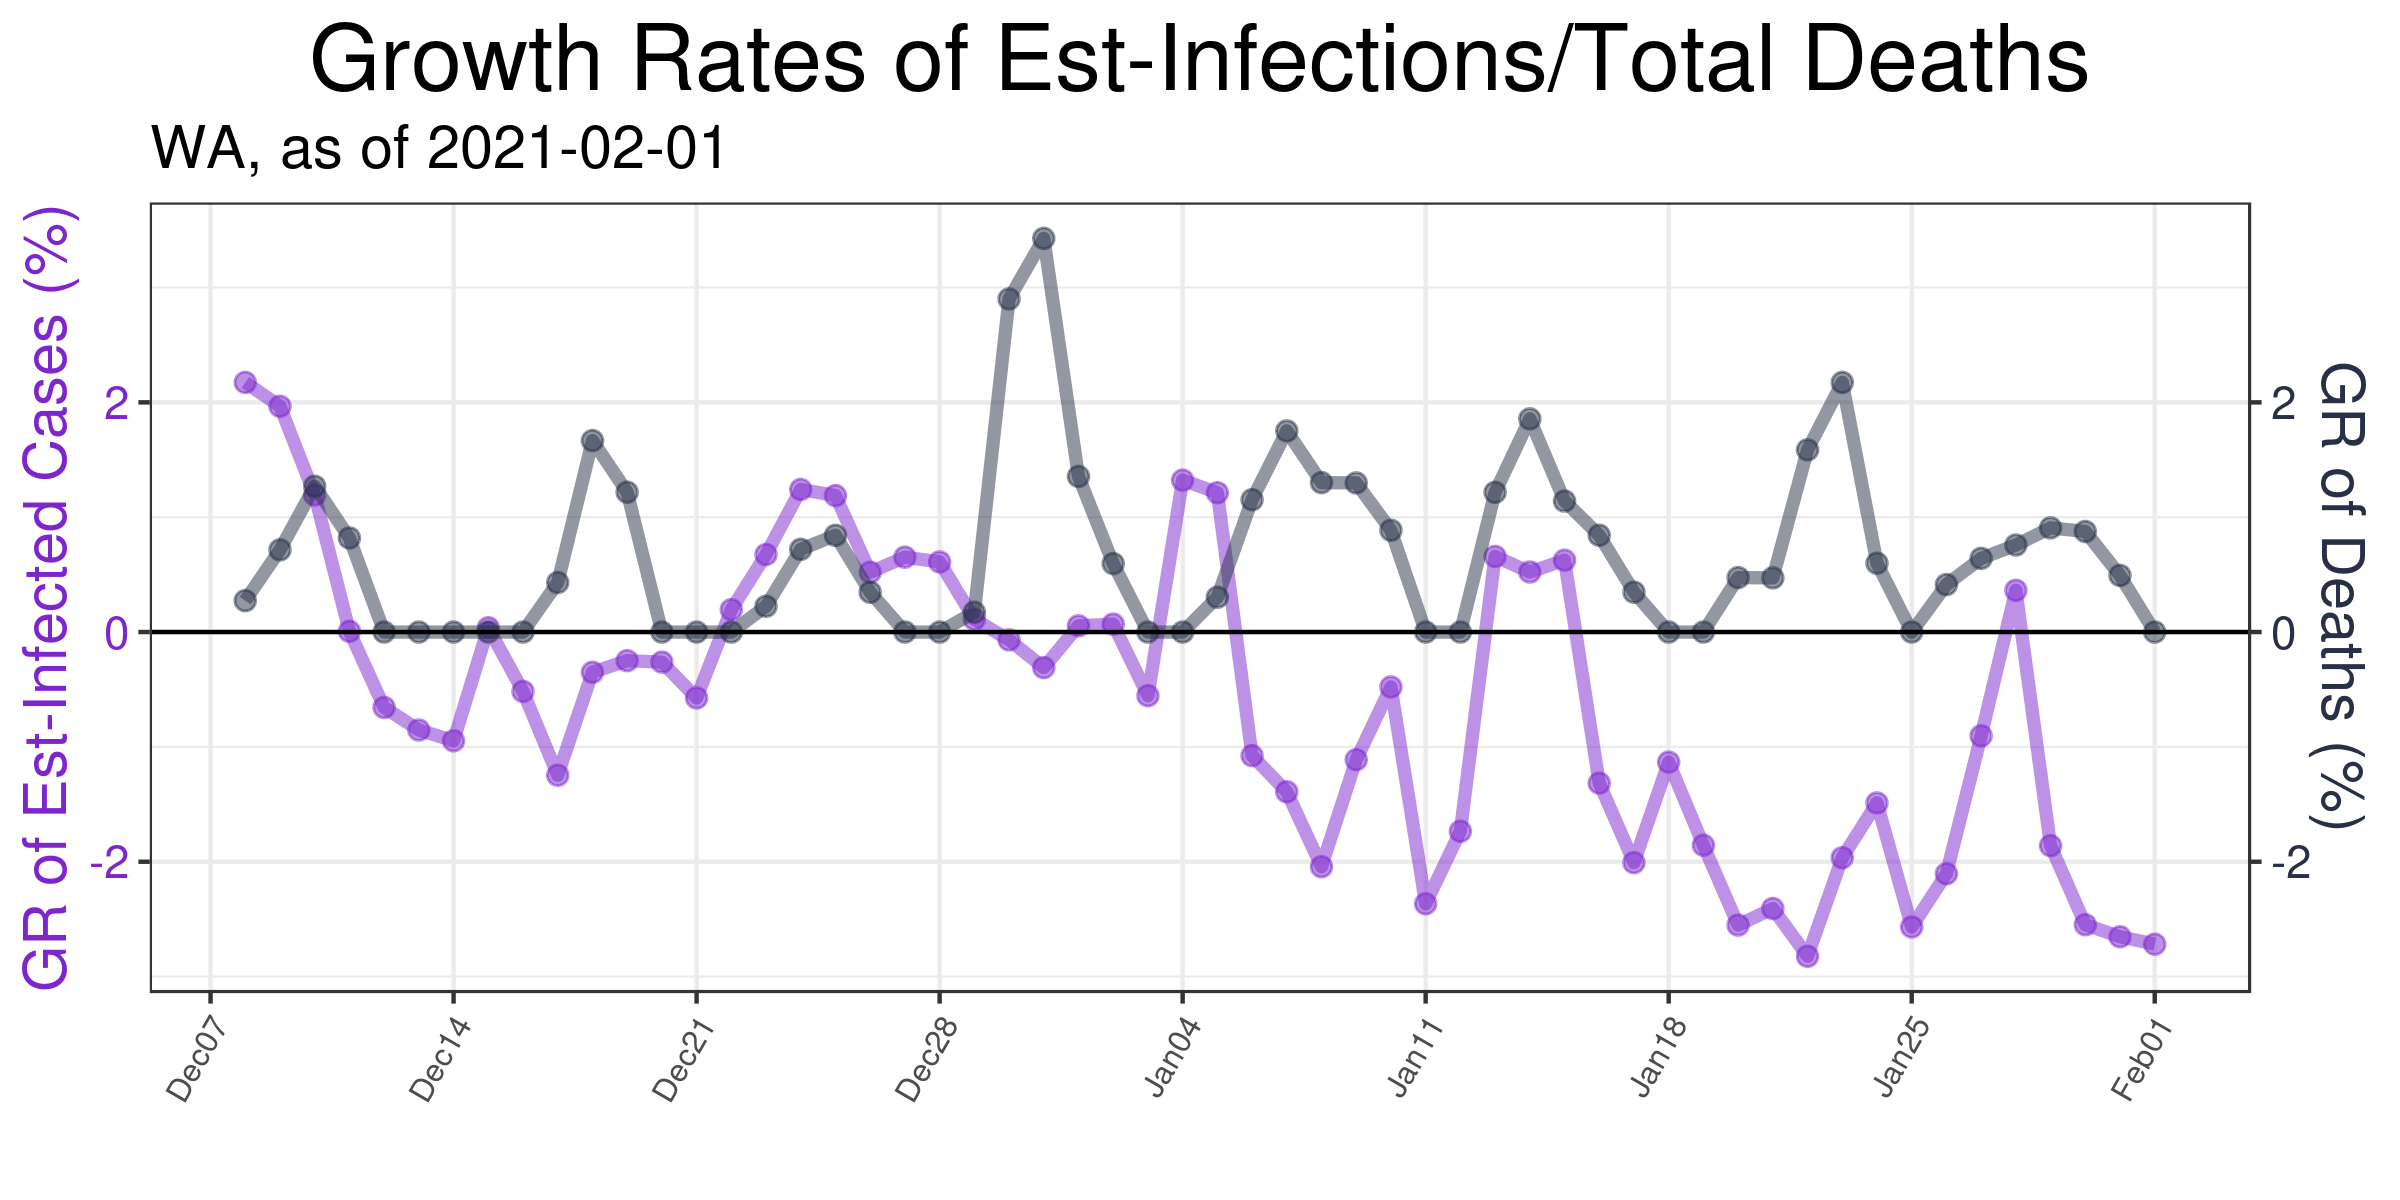 Growth Rates of Est-Infections/Total Deaths
WA, as of 2021-02-01
GR of Est-Infected Cases (%)
2
0
-2
2
0
-2
GR of Deaths (%)
Dec07
Dec14
Dec21
Dec28
Jan04
Jan11
Jan18
Jan25
Feb01